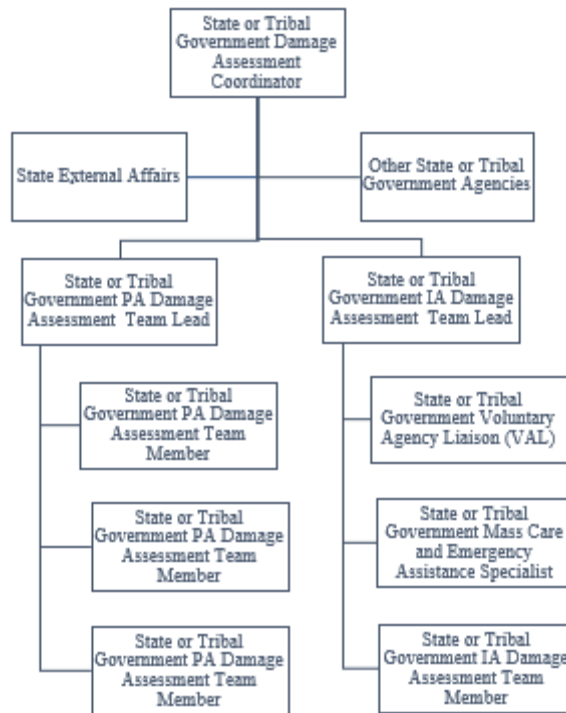 State or Tribal
Government Damage
Assessment
Coordinator
State External Affairs
Other State or Tribal
Government Agencies
State or Tribal
Government PA Damage
Assessment Team Lead
State or Tribal
Government IA Damage
Assessment Team Lead
State or Tribal
Government PA Damage
Assessment Team
Member
State or Tribal
Government Voluntary
Agency Liaison (VAL)
State or Tribal
Government PA Damage
Assessment Team
Member
State or Tribal
Government Mass Care
and Emergency
Assistance Specialist
State or Tribal
Government PA Damage
Assessment Team
Member
State or Tribal
Government IA Damage
Assessment Team
Member